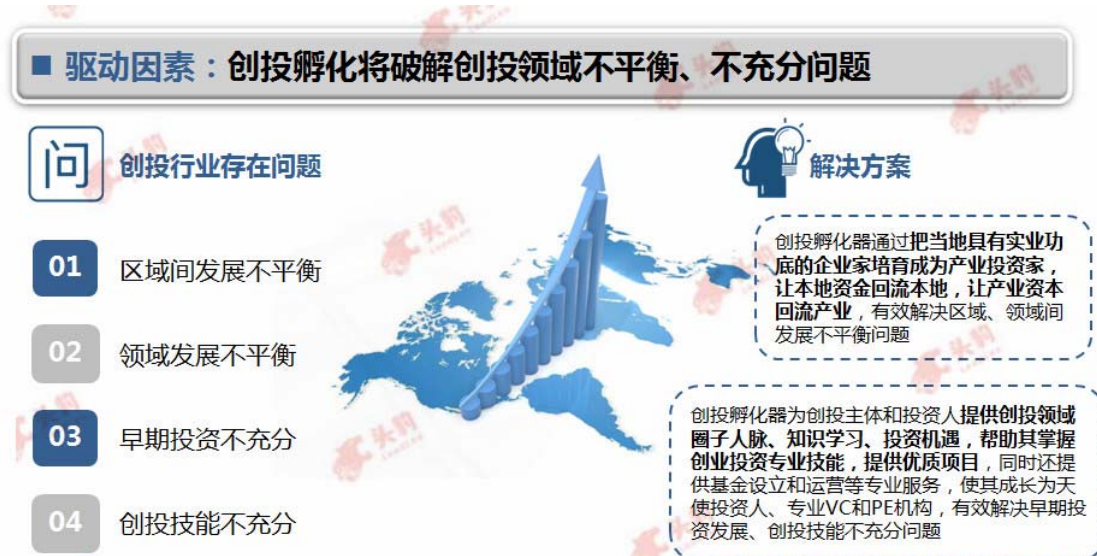 驱动因素：创投孵化将破解创投领域不平衡、不充分问题
问
创投行业存在问题
01
区域间发展不平衡
02
领域发展不平衡
03
早期投资不充分
04
创投技能不充分
解决方案
创投孵化器通过把当地具有实业功
底的企业家培育成为产业投资家，
让本地资金回流本地，让产业资本
回流产业，有效解决区域、领域间
发展不平衡问题
创投孵化器为创投主体和投资人提供创投领域
圈子人脉、知识学习、投资机遇，帮助其掌握
创业投资专业技能，提供优质项目，同时还提
供基金设立和运营等专业服务，使其成长为天
使投资人、专业VC和PE机构，有效解决早期投
资发展、创投技能不充分问题
头豹
头豹
头豹
头豹
头豹
头豹